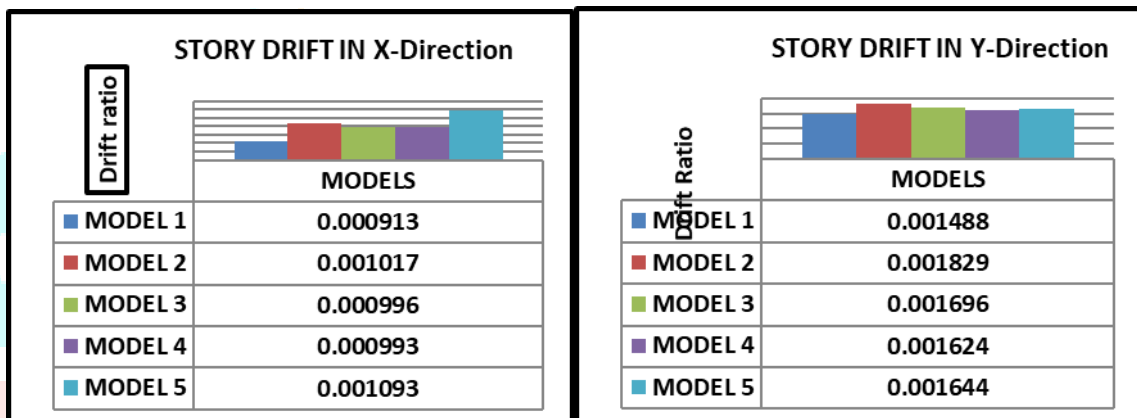 STORY DRIFT IN X-Direction
Drift ratio
MODELS
MODEL 1 0.000913
MODEL 2 0.001017
MODEL 3 0.000996
MODEL 4 0.000993
MODEL 5 0.001093
STORY DRIFT IN Y-Direction
Drift Ratio
MODELS
MODEL 1 0.001488
MODEL 2 0.001829
MODEL 3 0.001696
MODEL 4 0.001624
MODEL 5 0.001644